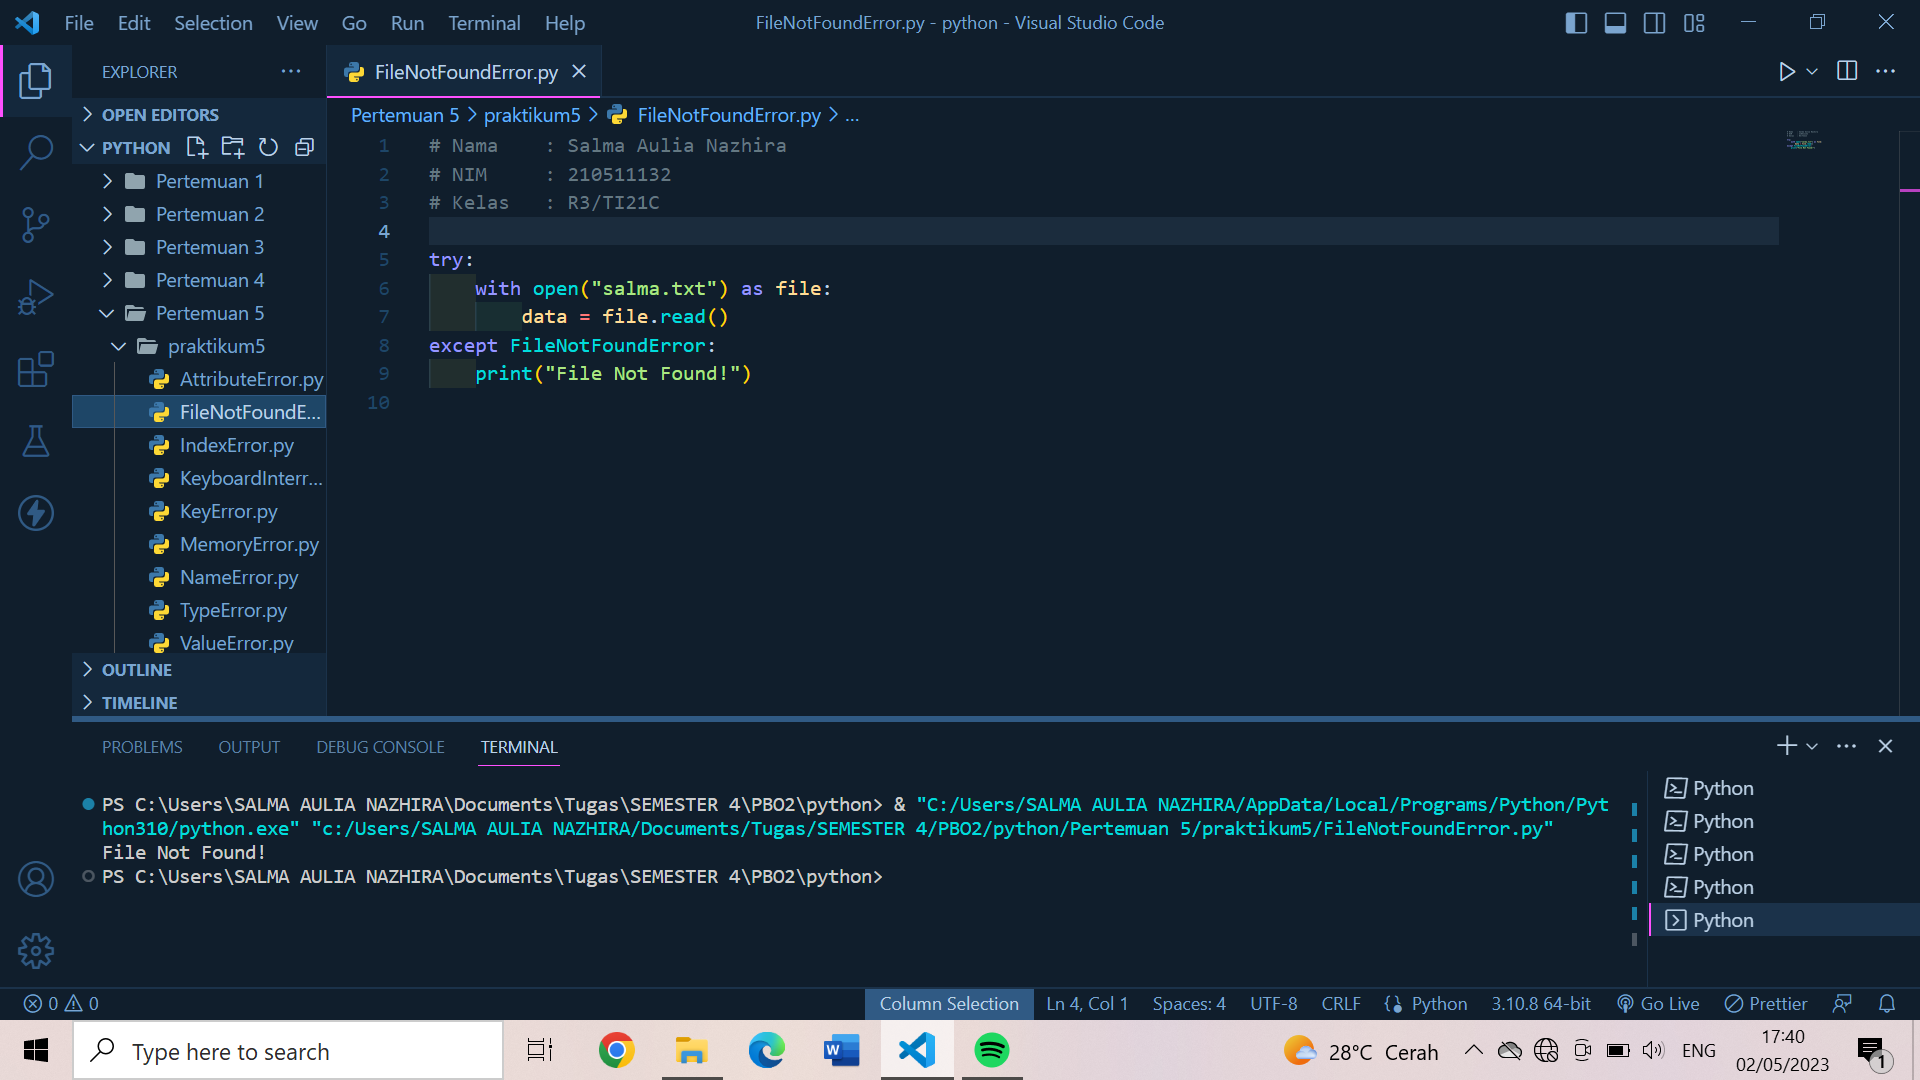 File Edit Selection View Go Run Terminal Help
FileNotFoundError.py - python - Visual Studio Code
EXPLORER
OPEN EDITORS
PYTHON
Pertemuan 1
Pertemuan 2
Pertemuan 3
Pertemuan 4
Pertemuan 5
praktikum5
AttributeError.py
FileNotFoundE...
IndexError.py
KeyboardInterr...
KeyError.py
MemoryError.py
NameError.py
TypeError.py
ValueError.py
OUTLINE
TIMELINE
FileNotFoundError.py
Pertemuan 5 > praktikum5 > FileNotFoundError.py > ...
1 # Nama    : Salma Aulia Nazhira
2 # NIM     : 210511132
3 # Kelas   : R3/TI21C
4
5 try:
6     with open("salma.txt") as file:
7         data = file.read()
8 except FileNotFoundError:
9     print("File Not Found!")
10
PROBLEMS OUTPUT DEBUG CONSOLE TERMINAL
PS C:\Users\SALMA AULIA NAZHIRA\Documents\Tugas\SEMESTER 4\PBO2\python> & "C:/Users/SALMA AULIA NAZHIRA/AppData/Local/Programs/Python/Pyt
hon310/python.exe" "c:/Users/SALMA AULIA NAZHIRA/Documents/Tugas/SEMESTER 4/PBO2/python/Pertemuan 5/praktikum5/FileNotFoundError.py"
File Not Found!
PS C:\Users\SALMA AULIA NAZHIRA\Documents\Tugas\SEMESTER 4\PBO2\python>
Python
Python
Python
Python
Python
0 0
Column Selection Ln 4, Col 1 Spaces: 4 UTF-8 CRLF Python 3.10.8 64-bit Go Live Prettier
Type here to search
W
28°C Cerah
ENG
17:40
02/05/2023
1